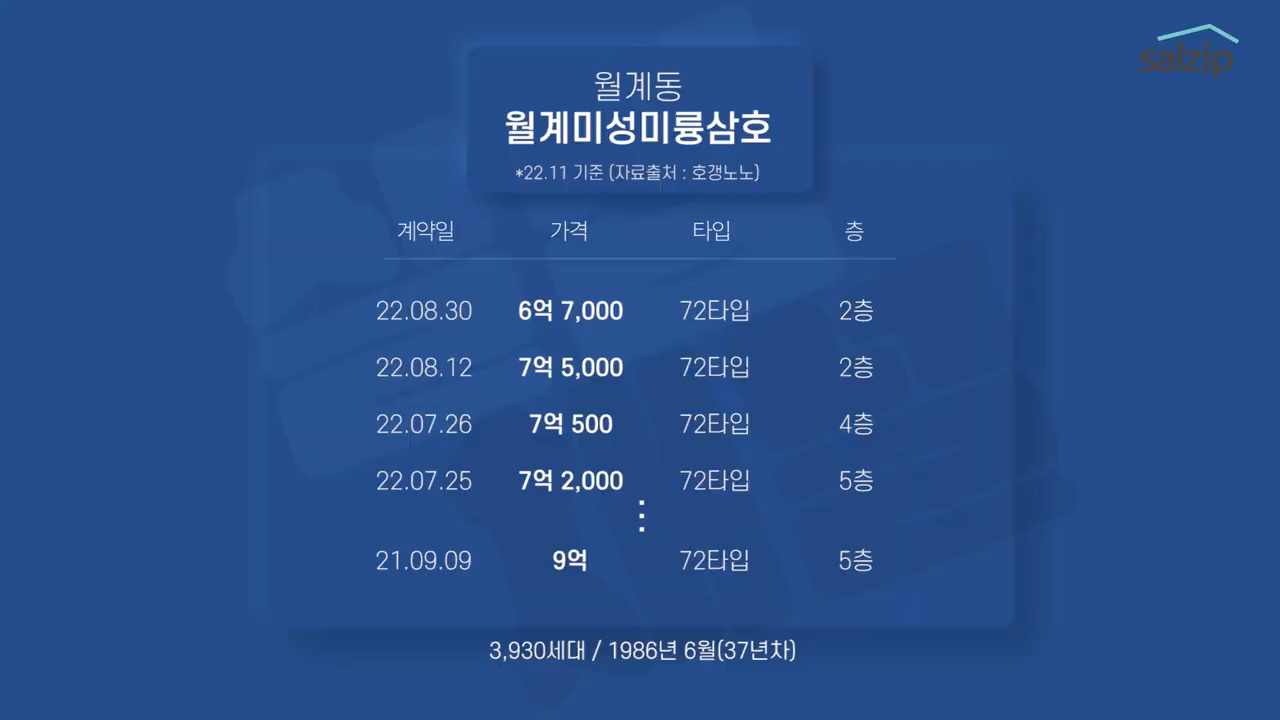 salzip
월계동
월계미성미륭삼호
*22.11 기준 (자료출처 : 호갱노노)
계약일 가격 타입 층
22.08.30 6억 7,000 72타입 2층
22.08.12 7억 5,000 72타입 2층
22.07.26 7억 500 72타입 4층
22.07.25 7억 2,000 72타입 5층
⋮
21.09.09 9억 72타입 5층
3,930세대 / 1986년 6월(37년차)